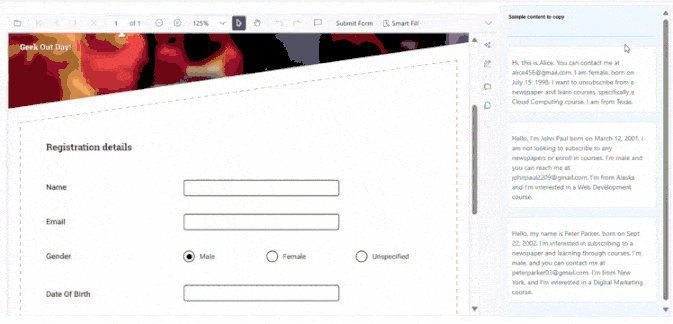 1 of 1 125% Submit Form Smart Fill
Sample content to copy
Geek Out Day!
Registration details
Name
Email
Gender Male Female Unspecified
Date Of Birth
Hi, this is Alice. You can contact me at
alice456@gmail.com. I am female, born on
July 15, 1998. I want to unsubscribe from a
newspaper and learn courses, specifically a
Cloud Computing course. I am from Texas.
Hello, I'm John Paul born on March 12, 2001. I
am not looking to subscribe to any
newspapers or enroll in courses. I'm male and
you can reach me at
johnpaul2209@gmail.com. I'm from Alaska
and I'm interested in a Web Development
course.
Hello, my name is Peter Parker, born on Sept
22, 2002. I'm interested in subscribing to a
newspaper and learning through courses. I'm
male, and you can contact me at
I'm from New
York, and I'm interested in a Digital Marketing
course.